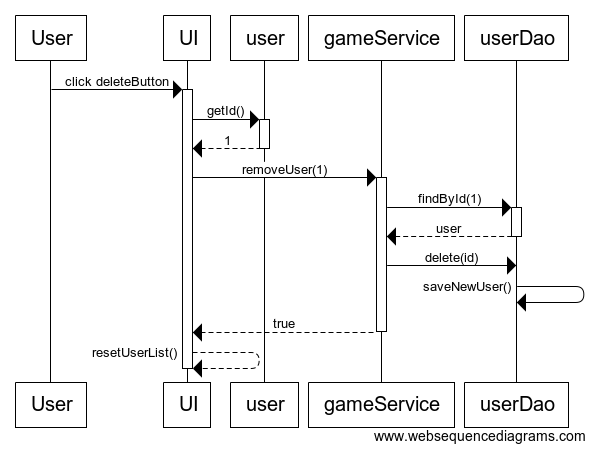 User UI user gameService userDao
click deleteButton
getId()
1
removeUser(1)
findById(1)
user
delete(id)
saveNewUser()
true
resetUserList()
User UI user gameService userDao
www.websequencediagrams.com